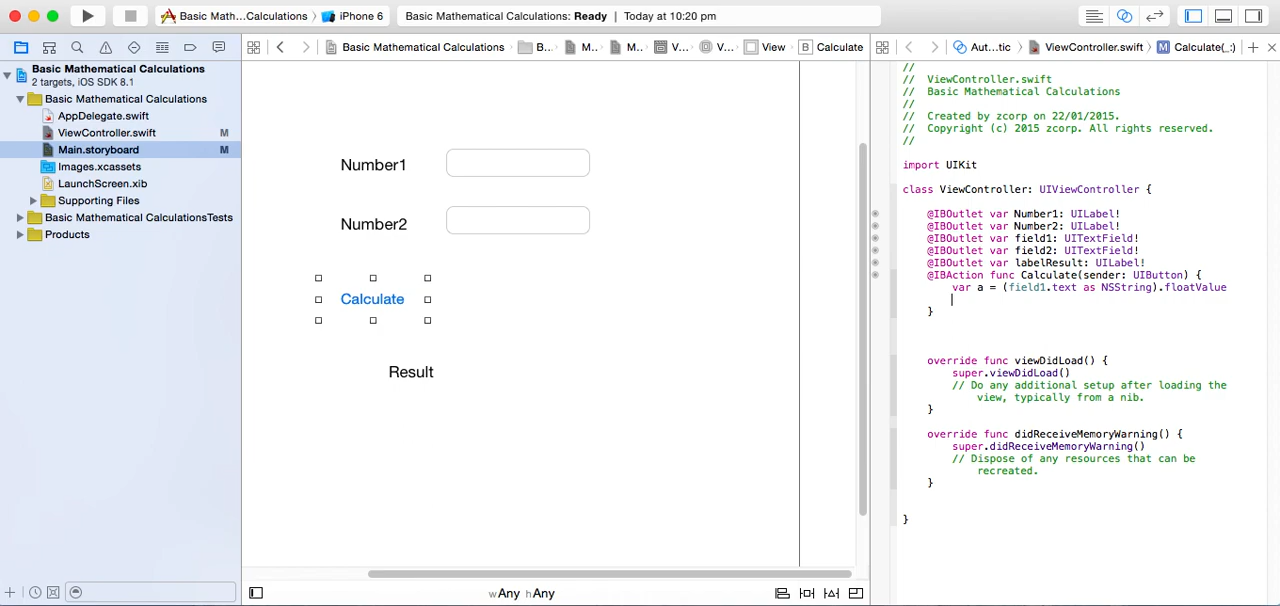 Basic Math...Calculations
iPhone 6
Basic Mathematical Calculations: Ready | Today at 10:20 pm
Basic Mathematical Calculations
B...
M...
M...
V...
V...
View
B Calculate
Aut...tic
ViewController.swift
M Calculate(_:)
Basic Mathematical Calculations
2 targets, iOS SDK 8.1
Basic Mathematical Calculations
AppDelegate.swift
ViewController.swift M
Main.storyboard M
Images.xcassets
LaunchScreen.xib
Supporting Files
Basic Mathematical CalculationsTests
Products
Number1
Number2
Calculate
Result
wAny hAny
//
// ViewController.swift
// Basic Mathematical Calculations
//
// Created by zcorp on 22/01/2015.
// Copyright (c) 2015 zcorp. All rights reserved.
//
import UIKit
class ViewController: UIViewController {
@IBOutlet var Number1: UILabel!
@IBOutlet var Number2: UILabel!
@IBOutlet var field1: UITextField!
@IBOutlet var field2: UITextField!
@IBOutlet var labelResult: UILabel!
@IBAction func Calculate(sender: UIButton) {
var a = (field1.text as NSString).floatValue
}
override func viewDidLoad() {
super.viewDidLoad()
// Do any additional setup after loading the
view, typically from a nib.
}
override func didReceiveMemoryWarning() {
super.didReceiveMemoryWarning()
// Dispose of any resources that can be
recreated.
}
}